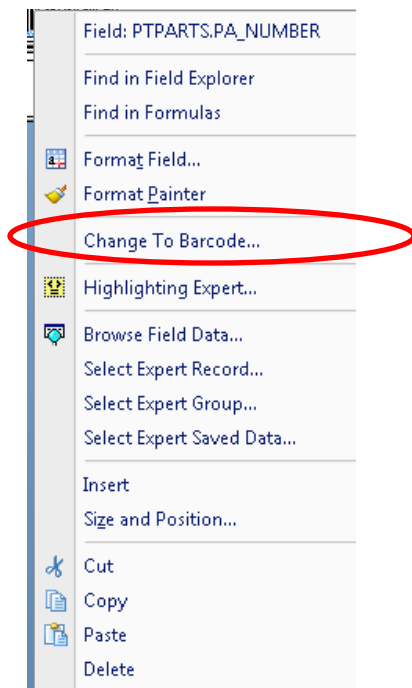 Field: PTPARTS.PA_NUMBER
Find in Field Explorer
Find in Formulas
Format Field...
Format Painter
Change To Barcode...
Highlighting Expert...
Browse Field Data...
Select Expert Record...
Select Expert Group...
Select Expert Saved Data...
Insert
Size and Position...
Cut
Copy
Paste
Delete